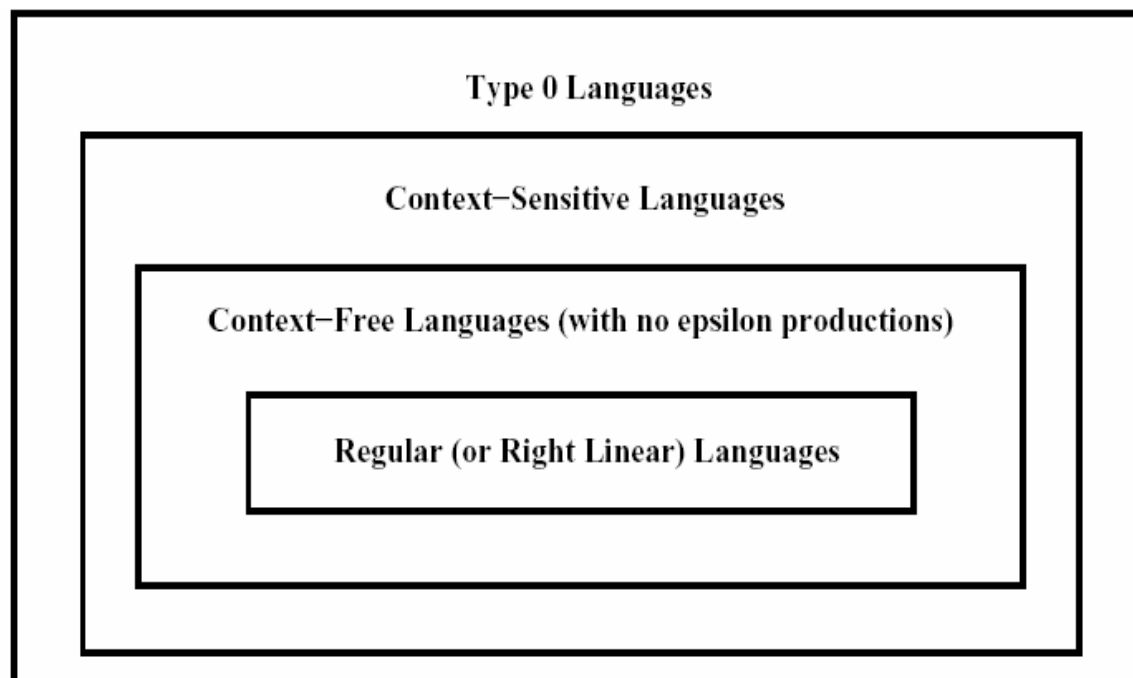 Type 0 Languages
Context-Sensitive Languages
Context-Free Languages (with no epsilon productions)
Regular (or Right Linear) Languages